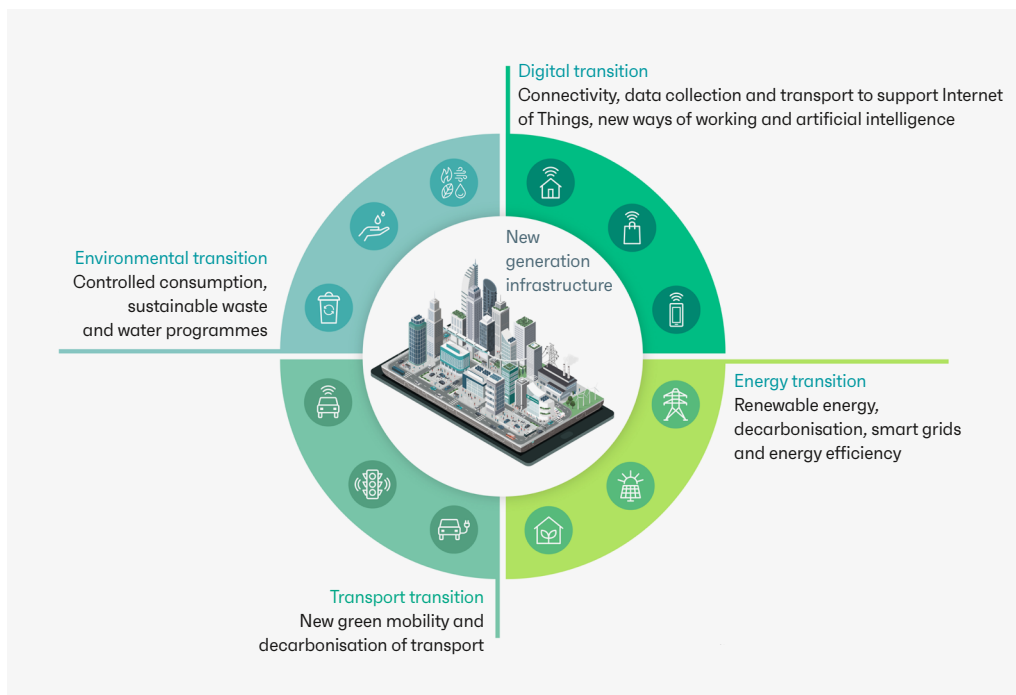 Digital transition
Connectivity, data collection and transport to support Internet
of Things, new ways of working and artificial intelligence
New
generation
infrastructure
Environmental transition
Controlled consumption,
sustainable waste
and water programmes
Energy transition
Renewable energy,
decarbonisation, smart grids
and energy efficiency
Transport transition
New green mobility and
decarbonisation of transport